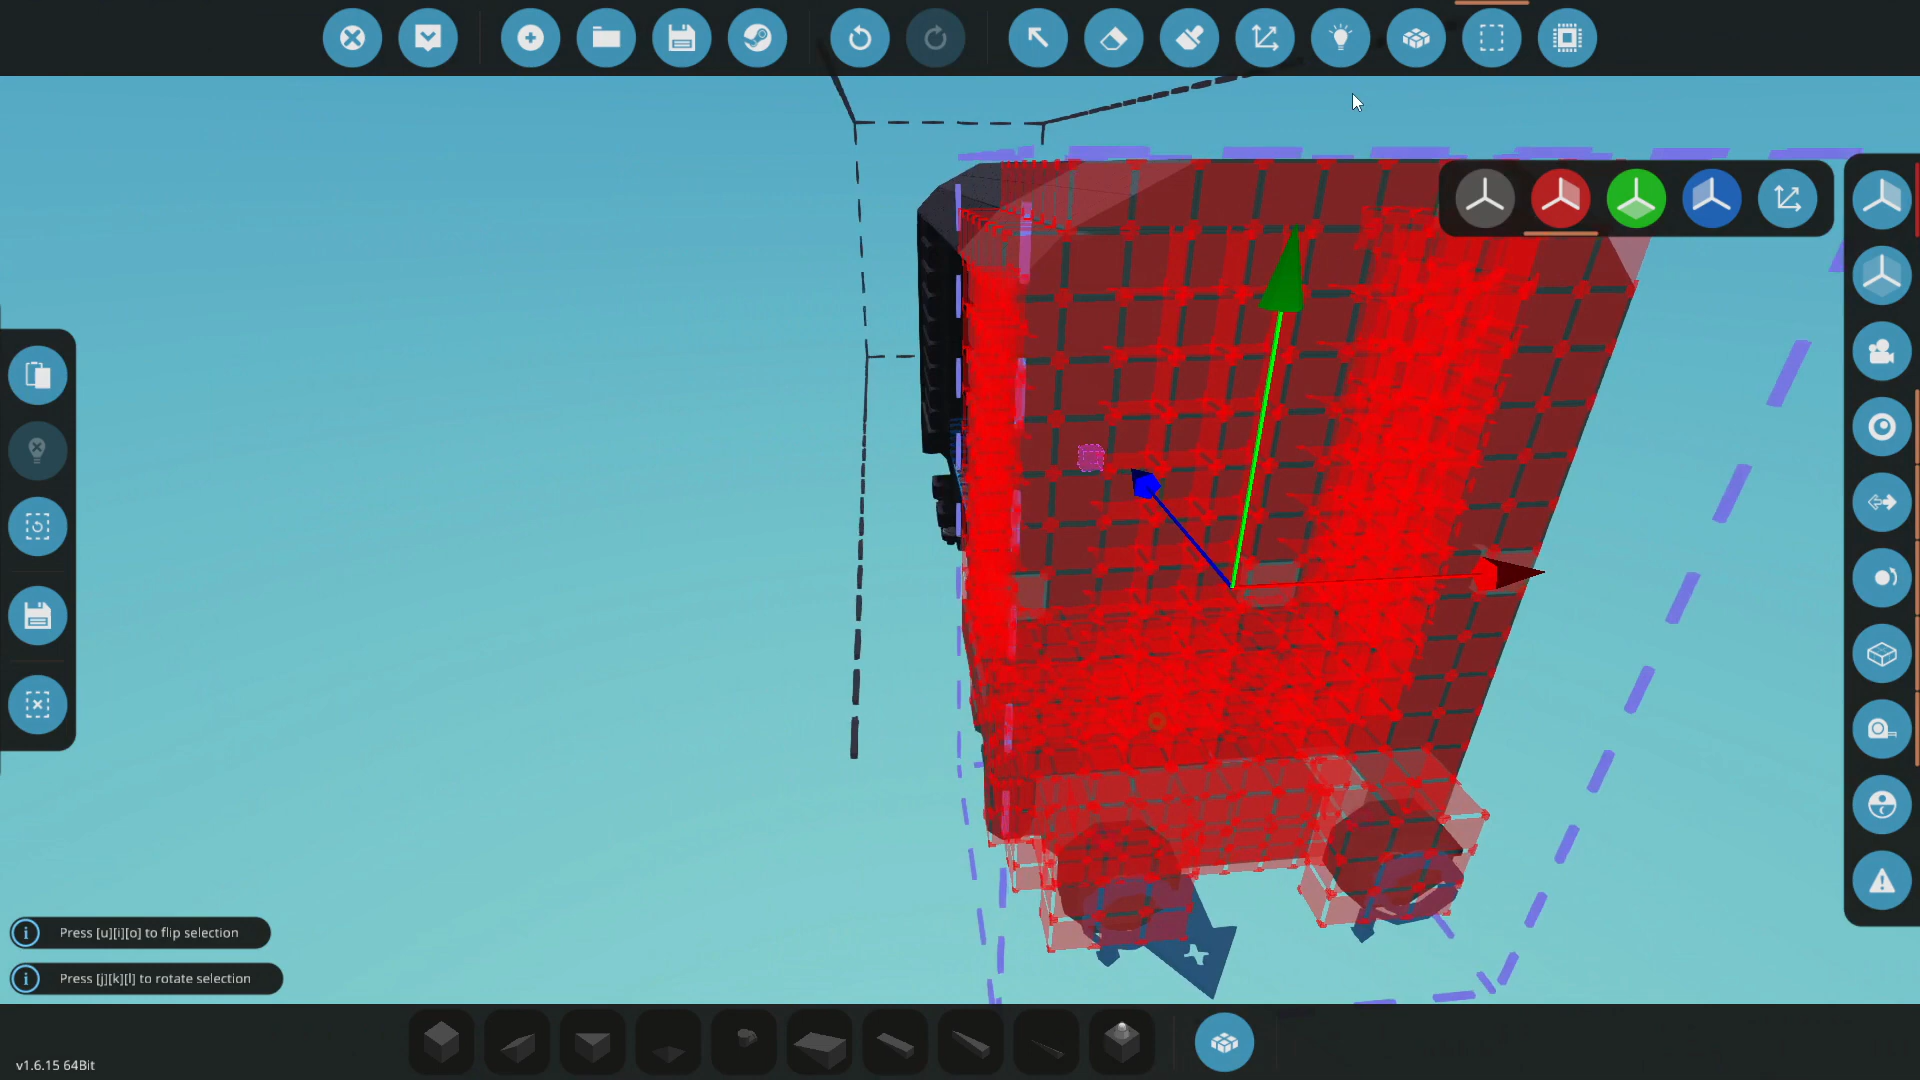 Press [u][i][o] to flip selection
Press [j][k][l] to rotate selection
v1.6.15 64Bit